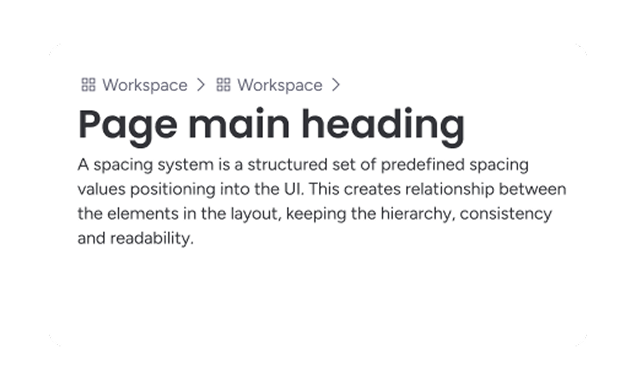 Workspace > Workspace >
Page main heading
A spacing system is a structured set of predefined spacing
values positioning into the UI. This creates relationship between
the elements in the layout, keeping the hierarchy, consistency
and readability.